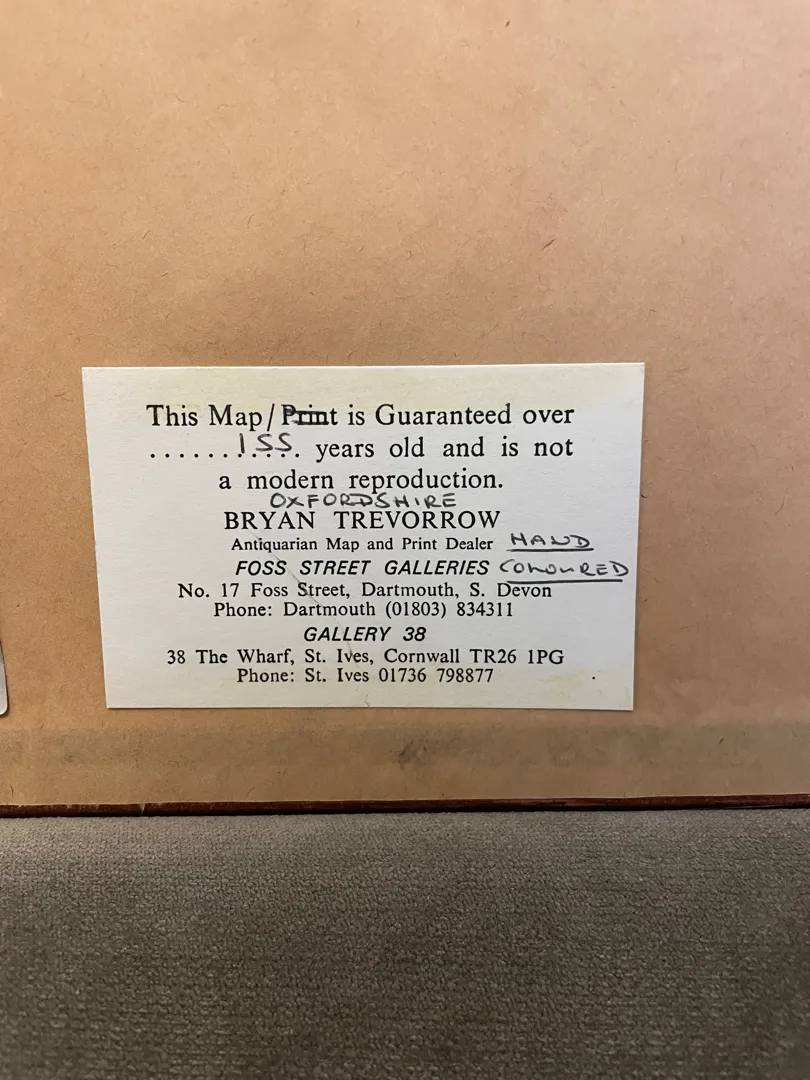 This Map/Print is Guaranteed over
.......155. years old and is not
a modern reproduction.
OXFORDSHIRE
BRYAN TREVORROW
Antiquarian Map and Print Dealer HAND
FOSS STREET GALLERIES COLOURED
No. 17 Foss Street, Dartmouth, S. Devon
Phone: Dartmouth (01803) 834311
GALLERY 38
38 The Wharf, St. Ives, Cornwall TR26 1PG
Phone: St. Ives 01736 798877